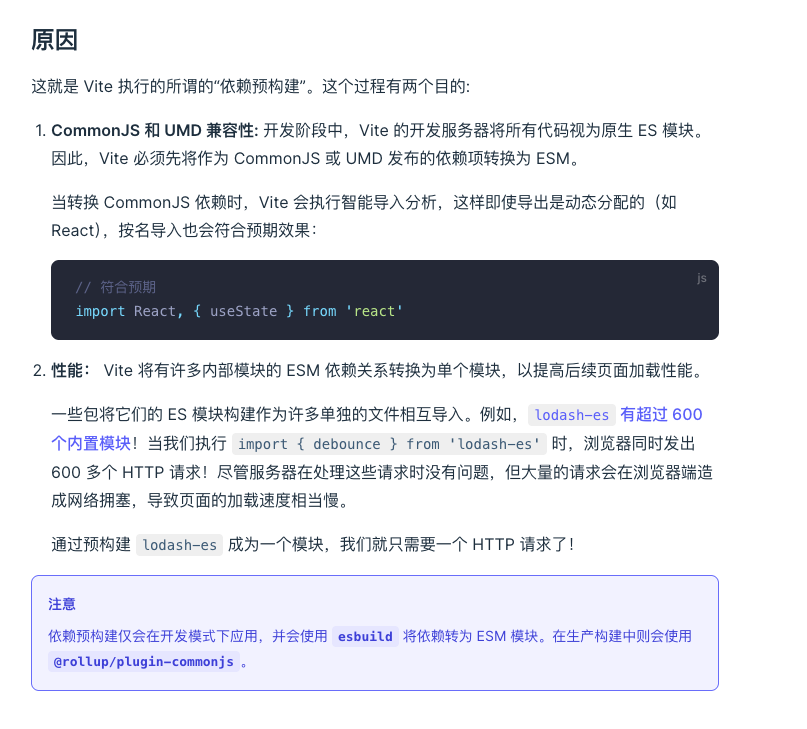 原因
这就是 Vite 执行的所谓的“依赖预构建”。这个过程有两个目的:
1. CommonJS 和 UMD 兼容性: 开发阶段中，Vite 的开发服务器将所有代码视为原生 ES 模块。
因此，Vite 必须先将作为 CommonJS 或 UMD 发布的依赖项转换为 ESM。
当转换 CommonJS 依赖时，Vite 会执行智能导入分析，这样即使导出是动态分配的（如
React），按名导入也会符合预期效果：
js
// 符合预期
import React, { useState } from 'react'
2. 性能： Vite 将有许多内部模块的 ESM 依赖关系转换为单个模块，以提高后续页面加载性能。
一些包将它们的 ES 模块构建作为许多单独的文件相互导入。例如，lodash-es 有超过 600
个内置模块！当我们执行 import { debounce } from 'lodash-es' 时，浏览器同时发出
600 多个 HTTP 请求！尽管服务器在处理这些请求时没有问题，但大量的请求会在浏览器端造
成网络拥塞，导致页面的加载速度相当慢。
通过预构建 lodash-es 成为一个模块，我们就只需要一个 HTTP 请求了！
注意
依赖预构建仅会在开发模式下应用，并会使用 esbuild 将依赖转为 ESM 模块。在生产构建中则会使用
@rollup/plugin-commonjs。